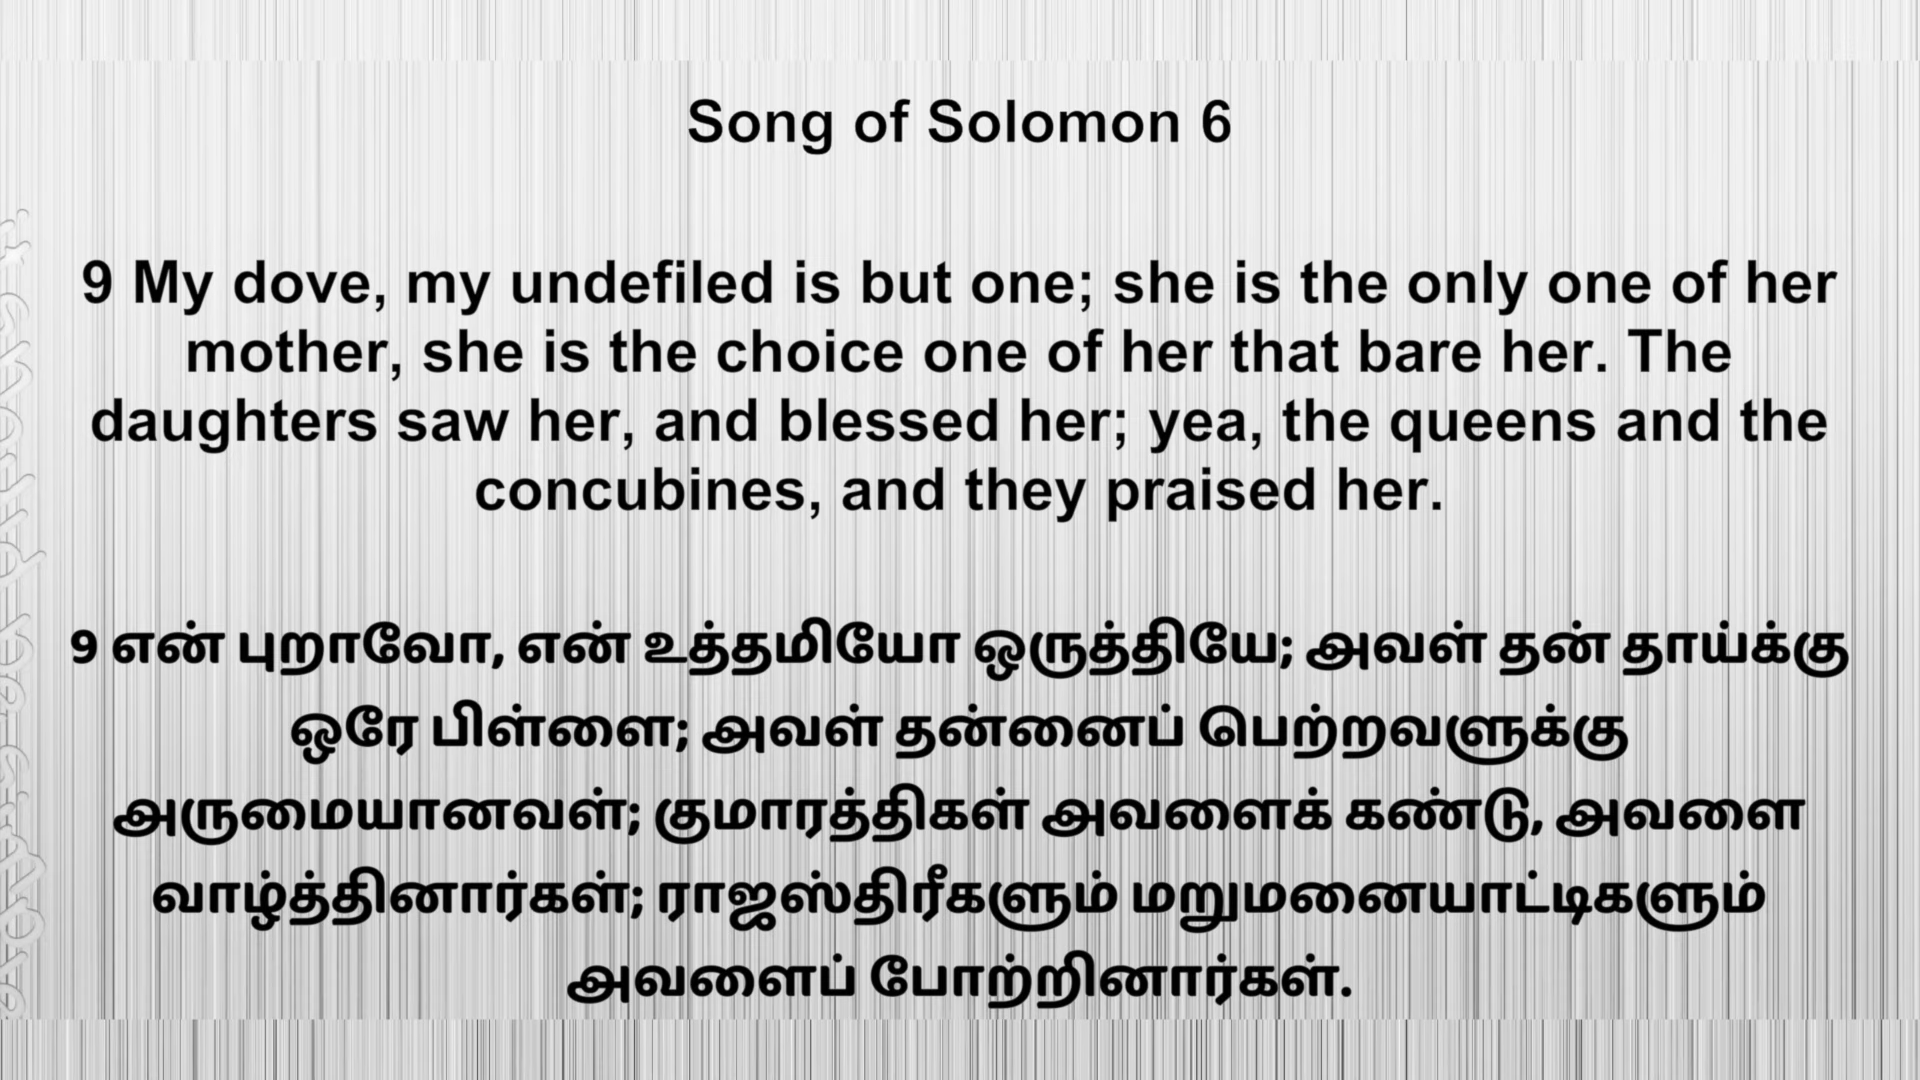 Song of Solomon 6
9 My dove, my undefiled is but one; she is the only one of her
mother, she is the choice one of her that bare her. The
daughters saw her, and blessed her; yea, the queens and the
concubines, and they praised her.
9 என் புறாவோ, என் உத்தமியோ ஒருத்தியே; அவள் தன் தாய்க்கு
ஒரே பிள்ளை; அவள் தன்னைப் பெற்றவளுக்கு
அருமையானவள்; குமாரத்திகள் அவளைக் கண்டு, அவளை
வாழ்த்தினார்கள்; ராஜஸ்திரீகளும் மறுமனையாட்டிகளும்
அவளைப் போற்றினார்கள்.